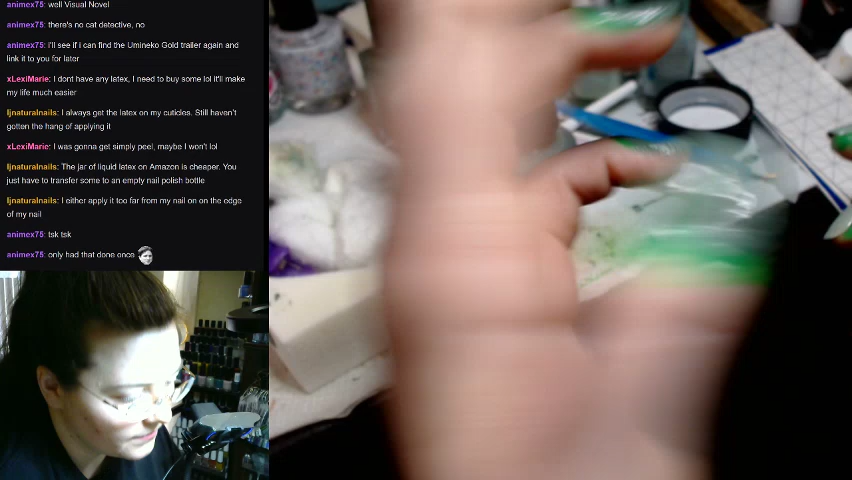 animex75: well Visual Novel
animex75: there's no cat detective, no
animex75: I'll see if i can find the Umineko Gold trailer again and
link it to you for later
xLexiMarie: I dont have any latex, I need to buy some lol it'll make
my life much easier
ljnaturalnails: I always get the latex on my cuticles. Still haven't
gotten the hang of applying it
xLexiMarie: I was gonna get simply peel, maybe I won't lol
ljnaturalnails: The jar of liquid latex on Amazon is cheaper. You
just have to transfer some to an empty nail polish bottle
ljnaturalnails: I either apply it too far from my nail on on the edge
of my nail
animex75: tsk tsk
animex75: only had that done once